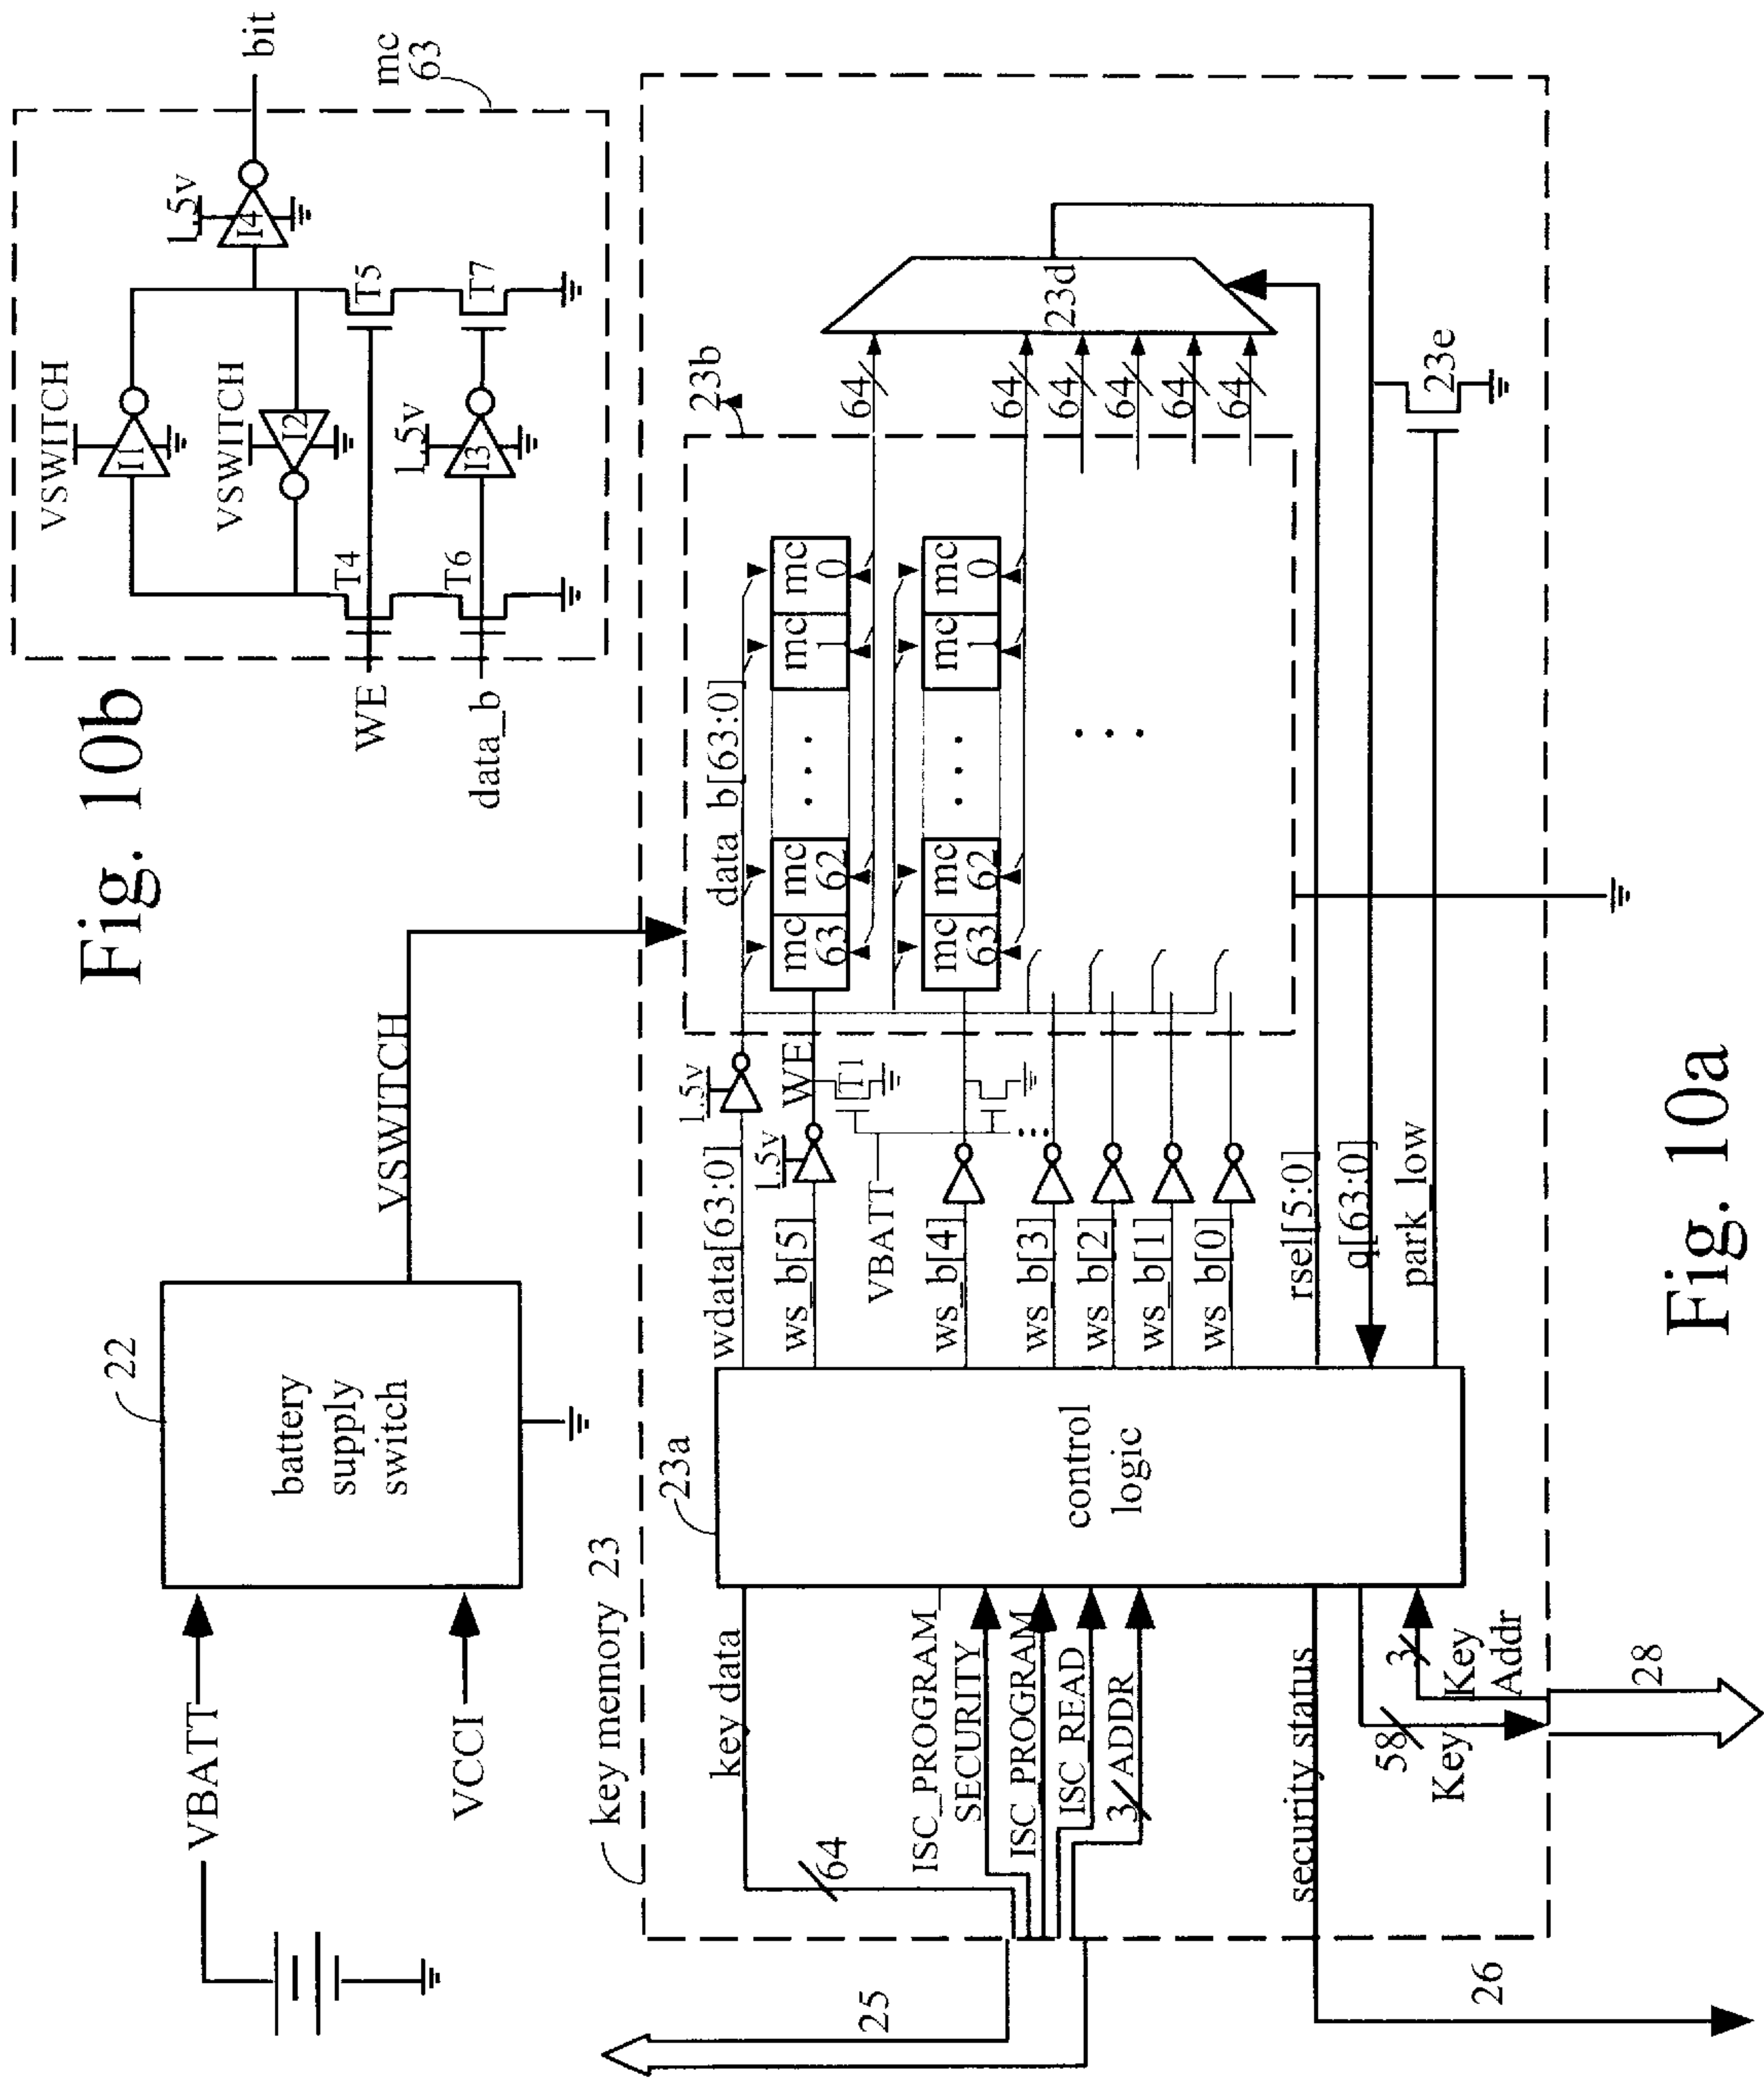 Fig. 10b
VSWITCH
I1
VSWITCH
I2
1.5v
I4
bit
mc
63
T4
T5
WE
1.5v
I3
T6
T7
data_b
22
battery
supply
switch
VBATT
VCCI
VSWITCH
key memory 23
23a
control
logic
key data
64
ISC_PROGRAM_
SECURITY
ISC_PROGRAM
ISC_READ
3 ADDR
security status
58
Key
3
Key
Addr
25
26
28
wdata[63:0]
1.5v
data_b[63:0]
23b
ws_b[5]
1.5v
WE
T1
VBATT
mc
63
mc
62
. . .
mc
1
mc
0
64
ws_b[4]
mc
63
mc
62
. . .
mc
1
mc
0
64
ws_b[3]
64
ws_b[2]
64
ws_b[1]
64
ws_b[0]
64
. . .
23d
rsel[5:0]
q[63:0]
park_low
23e
Fig. 10a